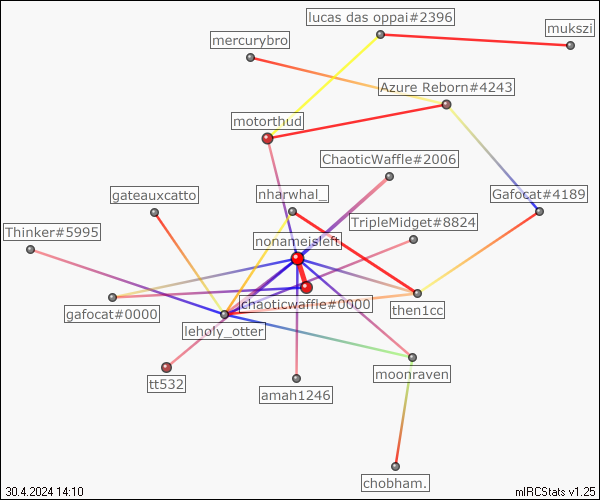 lucas das oppai#2396
mukszi
mercurybro
Azure Reborn#4243
motorthud
ChaoticWaffle#2006
gateauxcatto
nharwhal_
Gafocat#4189
TripleMidget#8824
Thinker#5995
nonameisleft
chaoticwaffle#0000
gafocat#0000
then1cc
leholy_otter
moonraven
tt532
amah1246
chobham.
30.4.2024 14:10
mIRCStats v1.25